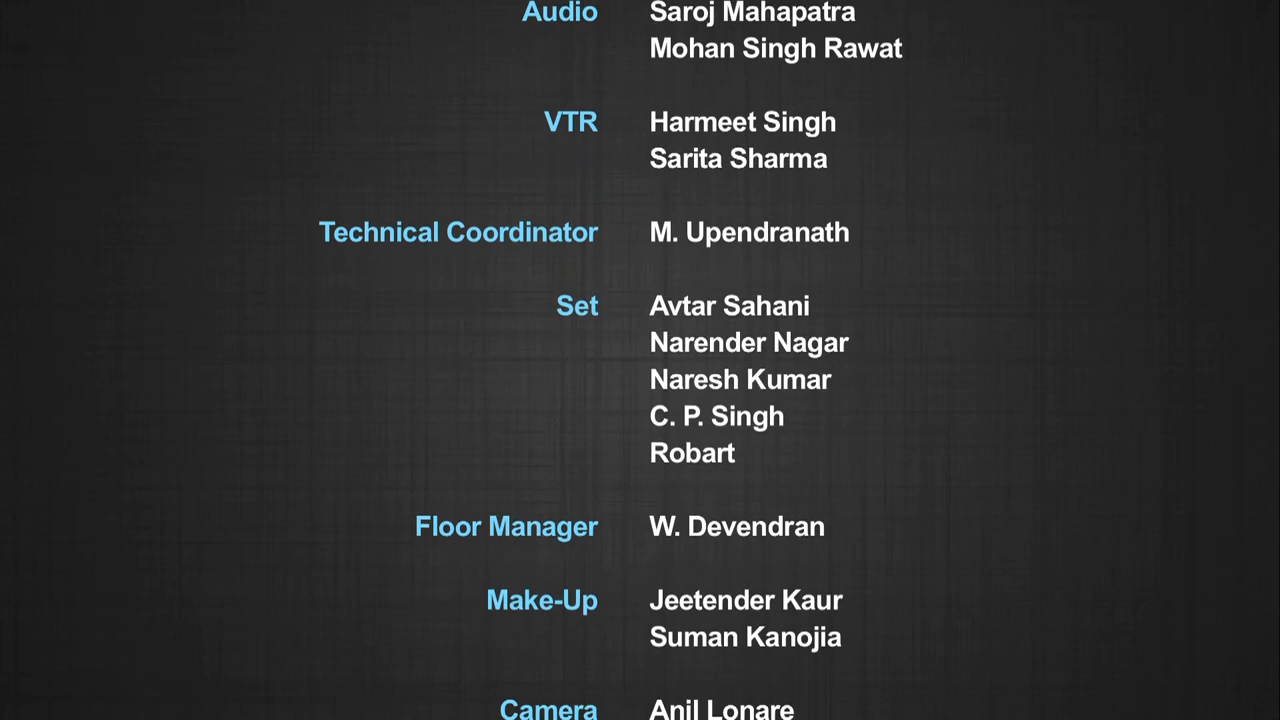 Audio Saroj Mahapatra
Mohan Singh Rawat
VTR Harmeet Singh
Sarita Sharma
Technical Coordinator M. Upendranath
Set Avtar Sahani
Narender Nagar
Naresh Kumar
C. P. Singh
Robart
Floor Manager W. Devendran
Make-Up Jeetender Kaur
Suman Kanojia
Camera Anil Lonare